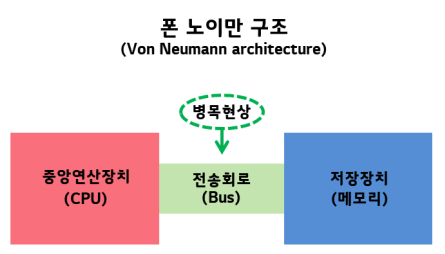 폰 노이만 구조
(Von Neumann architecture)
병목현상
중앙연산장치
(CPU)
전송회로
(Bus)
저장장치
(메모리)